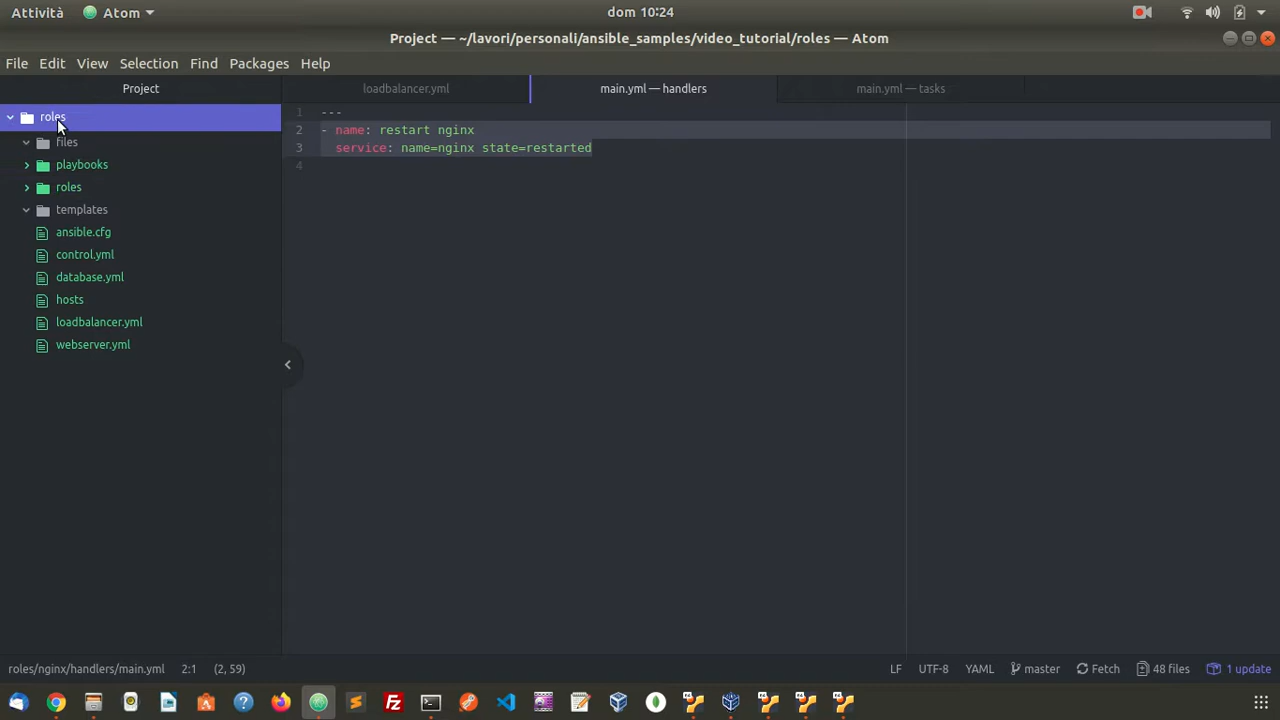 Attività Atom dom 10:24
Project — ~/lavori/personali/ansible_samples/video_tutorial/roles — Atom
File Edit View Selection Find Packages Help
Project loadbalancer.yml main.yml — handlers main.yml — tasks
roles
files
playbooks
roles
templates
ansible.cfg
control.yml
database.yml
hosts
loadbalancer.yml
webserver.yml
1 ---
2 - name: restart nginx
3 service: name=nginx state=restarted
4
roles/nginx/handlers/main.yml 2:1 (2, 59) LF UTF-8 YAML master Fetch 48 files 1 update